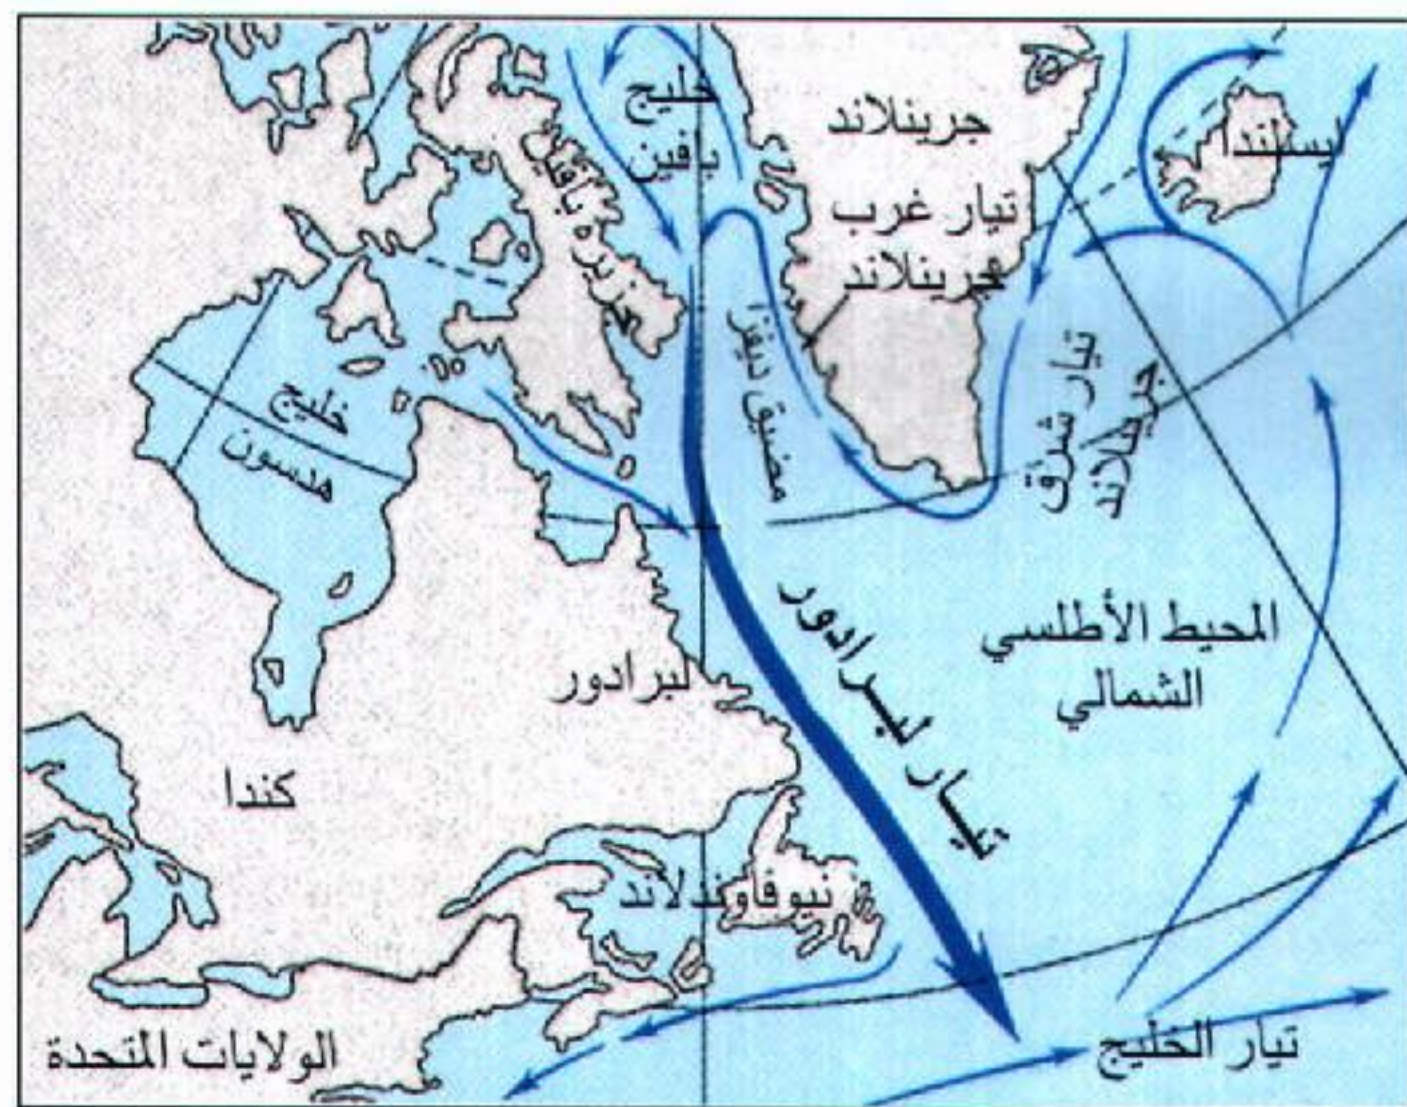 خليج
بافين
جرينلاند
تيار غرب
جرينلاند
ليسلندا
جزيرة بافين
مضيق ديفز
تيار شرق
جرينلاند
خليج
هدسون
المحيط الأطلسي
الشمالي
تيار لبرادور
لبرادور
كندا
نيوفاوندلاند
الولايات المتحدة
تيار الخليج